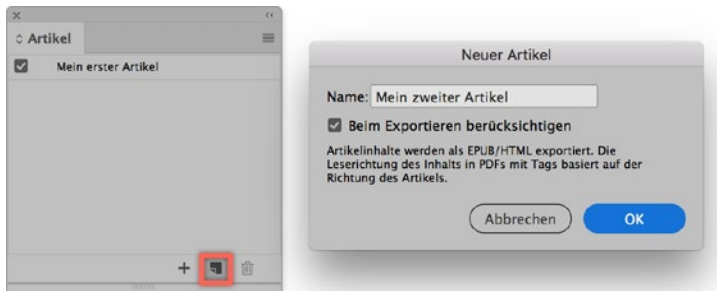 Artikel
Mein erster Artikel
Neuer Artikel
Name: Mein zweiter Artikel
Beim Exportieren berücksichtigen
Artikelinhalte werden als EPUB/HTML exportiert. Die
Leserichtung des Inhalts in PDFs mit Tags basiert auf der
Richtung des Artikels.
Abbrechen
OK